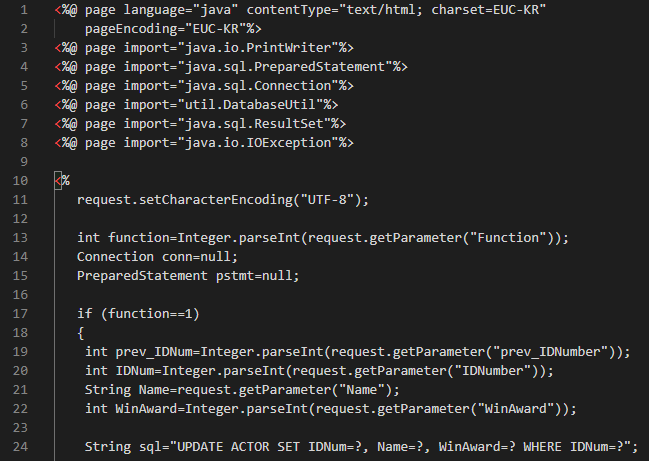 1 <%@ page language="java" contentType="text/html; charset=EUC-KR"
2 pageEncoding="EUC-KR"%>
3 <%@ page import="java.io.PrintWriter"%>
4 <%@ page import="java.sql.PreparedStatement"%>
5 <%@ page import="java.sql.Connection"%>
6 <%@ page import="util.DatabaseUtil"%>
7 <%@ page import="java.sql.ResultSet"%>
8 <%@ page import="java.io.IOException"%>
9
10 <%
11 request.setCharacterEncoding("UTF-8");
12
13 int function=Integer.parseInt(request.getParameter("Function"));
14 Connection conn=null;
15 PreparedStatement pstmt=null;
16
17 if (function==1)
18 {
19 int prev_IDNum=Integer.parseInt(request.getParameter("prev_IDNumber"));
20 int IDNum=Integer.parseInt(request.getParameter("IDNumber"));
21 String Name=request.getParameter("Name");
22 int WinAward=Integer.parseInt(request.getParameter("WinAward"));
23
24 String sql="UPDATE ACTOR SET IDNum=?, Name=?, WinAward=? WHERE IDNum=?";